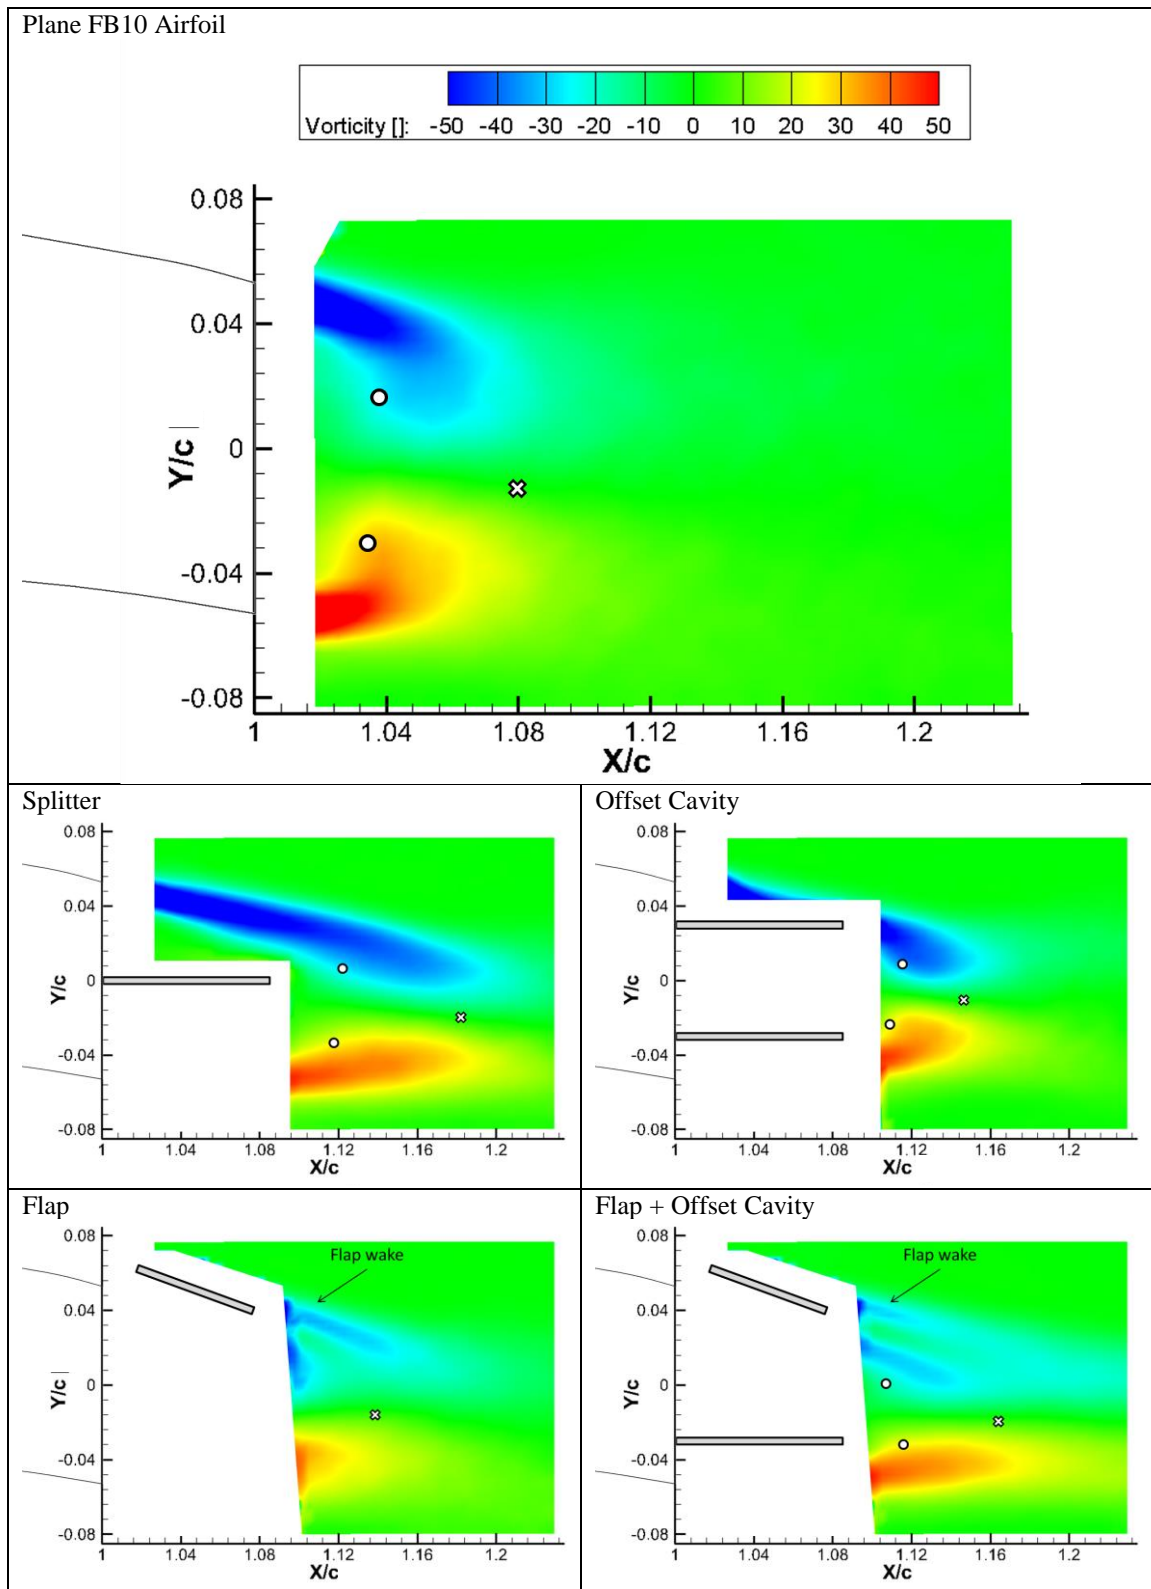 Plane FB10 Airfoil
Vorticity []: -50 -40 -30 -20 -10 0 10 20 30 40 50
0.08
0.04
0
-0.04
-0.08
Y/c
1 1.04 1.08 1.12 1.16 1.2
X/c
Splitter
0.08
0.04
0
-0.04
-0.08
Y/c
1 1.04 1.08 1.12 1.16 1.2
X/c
Offset Cavity
0.08
0.04
0
-0.04
-0.08
Y/c
1 1.04 1.08 1.12 1.16 1.2
X/c
Flap
Flap wake
0.08
0.04
0
-0.04
-0.08
Y/c
1 1.04 1.08 1.12 1.16 1.2
X/c
Flap + Offset Cavity
Flap wake
0.08
0.04
0
-0.04
-0.08
Y/c
1 1.04 1.08 1.12 1.16 1.2
X/c